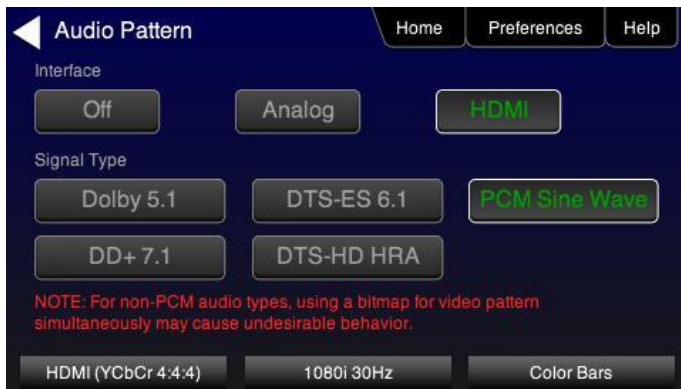 Audio Pattern
Home
Preferences
Help
Interface
Off
Analog
HDMI
Signal Type
Dolby 5.1
DTS-ES 6.1
PCM Sine Wave
DD+ 7.1
DTS-HD HRA
NOTE: For non-PCM audio types, using a bitmap for video pattern
simultaneously may cause undesirable behavior.
HDMI (YCbCr 4:4:4)
1080i 30Hz
Color Bars